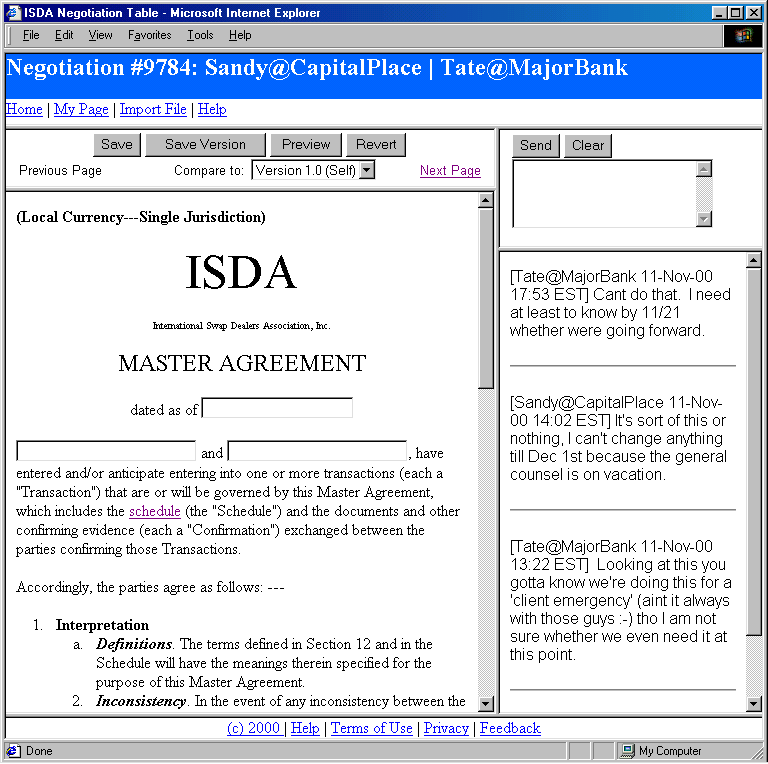 ISDA Negotiation Table - Microsoft Internet Explorer
File Edit View Favorites Tools Help
Negotiation #9784: Sandy@CapitalPlace | Tate@MajorBank
Home | My Page | Import File | Help
Save Save Version Preview Revert
Previous Page Compare to: Version 1.0 (Self) Next Page
(Local Currency---Single Jurisdiction)
ISDA
International Swap Dealers Association, Inc.
MASTER AGREEMENT
dated as of
and , have
entered and/or anticipate entering into one or more transactions (each a
"Transaction") that are or will be governed by this Master Agreement,
which includes the schedule (the "Schedule") and the documents and other
confirming evidence (each a "Confirmation") exchanged between the
parties confirming those Transactions.
Accordingly, the parties agree as follows: ---
1. Interpretation
a. Definitions. The terms defined in Section 12 and in the
Schedule will have the meanings therein specified for the
purpose of this Master Agreement.
2. Inconsistency. In the event of any inconsistency between the
Send Clear
[Tate@MajorBank 11-Nov-00
17:53 EST] Cant do that. I need
at least to know by 11/21
whether were going forward.
[Sandy@CapitalPlace 11-Nov-
00 14:02 EST] It's sort of this or
nothing, I can't change anything
till Dec 1st because the general
counsel is on vacation.
[Tate@MajorBank 11-Nov-00
13:22 EST] Looking at this you
gotta know we're doing this for a
'client emergency' (aint it always
with those guys :-) tho I am not
sure whether we even need it at
this point.
(c) 2000 | Help | Terms of Use | Privacy | Feedback
Done My Computer